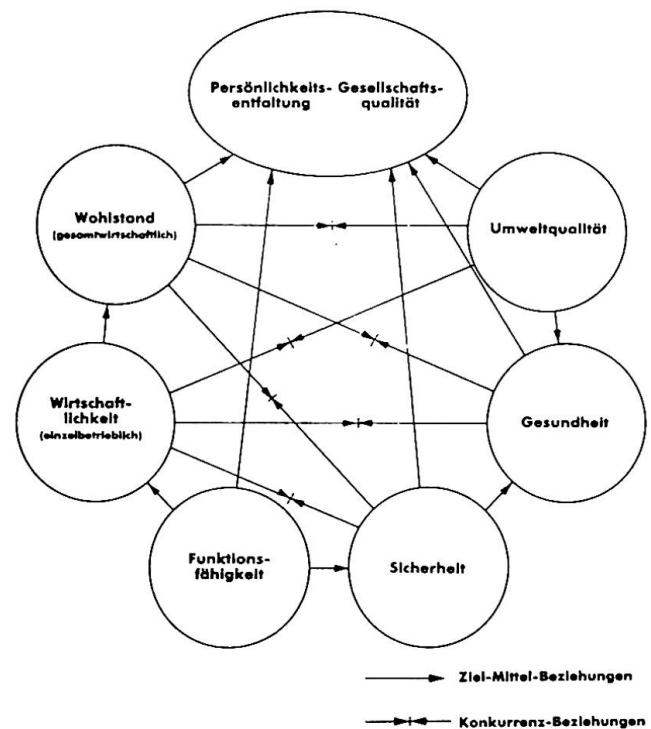 Persönlichkeits- Gesellschafts-
entfaltung qualität
Wohlstand
(gesamtwirtschaftlich)
Umweltqualität
Wirtschaft-
lichkeit
(einzelbetrieblich)
Gesundheit
Funktions-
fähigkeit
Sicherheit
Ziel-Mittel-Beziehungen
Konkurrenz-Beziehungen